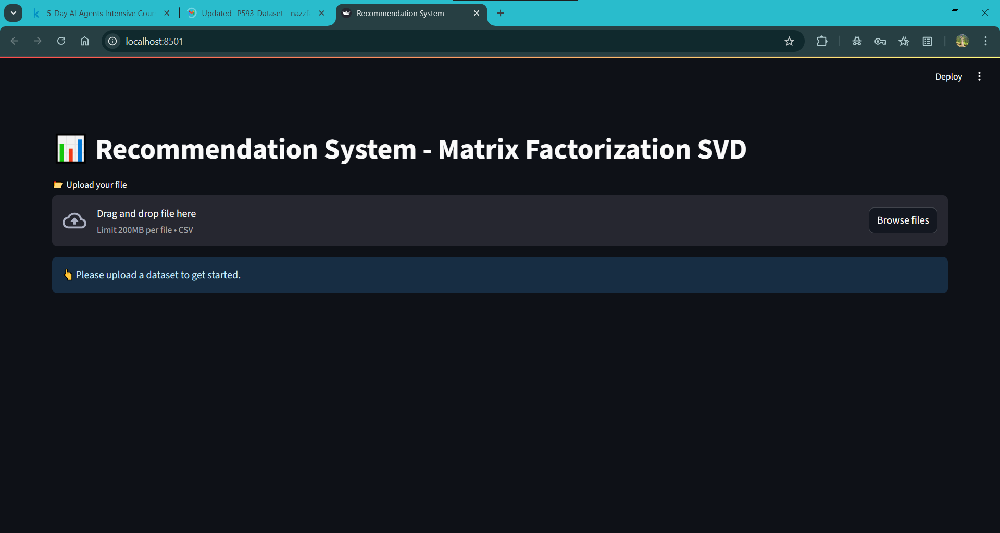 5-Day AI Agents Intensive Cour
Updated- P593-Dataset - nazzf
Recommendation System
localhost:8501
Deploy
Recommendation System - Matrix Factorization SVD
Upload your file
Drag and drop file here
Limit 200MB per file • CSV
Browse files
Please upload a dataset to get started.